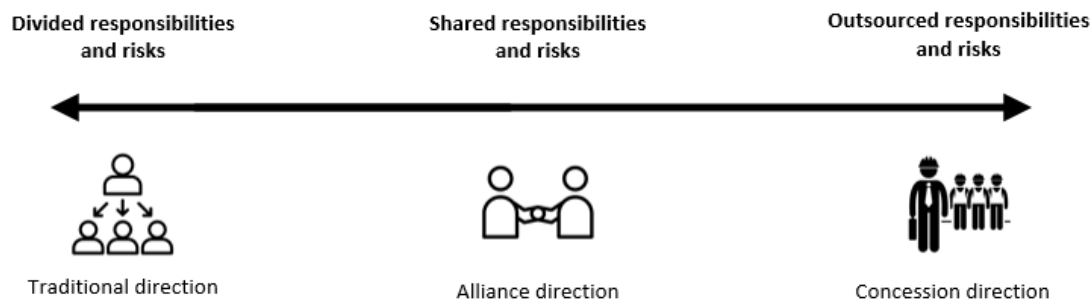 Divided responsibilities
and risks
Shared responsibilities
and risks
Outsourced responsibilities
and risks
Traditional direction
Alliance direction
Concession direction